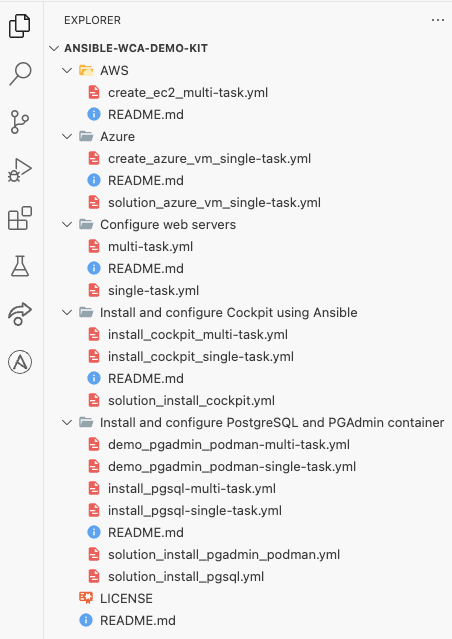 EXPLORER
ANSIBLE-WCA-DEMO-KIT
AWS
create_ec2_multi-task.yml
README.md
Azure
create_azure_vm_single-task.yml
README.md
solution_azure_vm_single-task.yml
Configure web servers
multi-task.yml
README.md
single-task.yml
Install and configure Cockpit using Ansible
install_cockpit_multi-task.yml
install_cockpit_single-task.yml
README.md
solution_install_cockpit.yml
Install and configure PostgreSQL and PGAdmin container
demo_pgadmin_podman-multi-task.yml
demo_pgadmin_podman-single-task.yml
install_pgsql-multi-task.yml
install_pgsql-single-task.yml
README.md
solution_install_pgadmin_podman.yml
solution_install_pgsql.yml
LICENSE
README.md